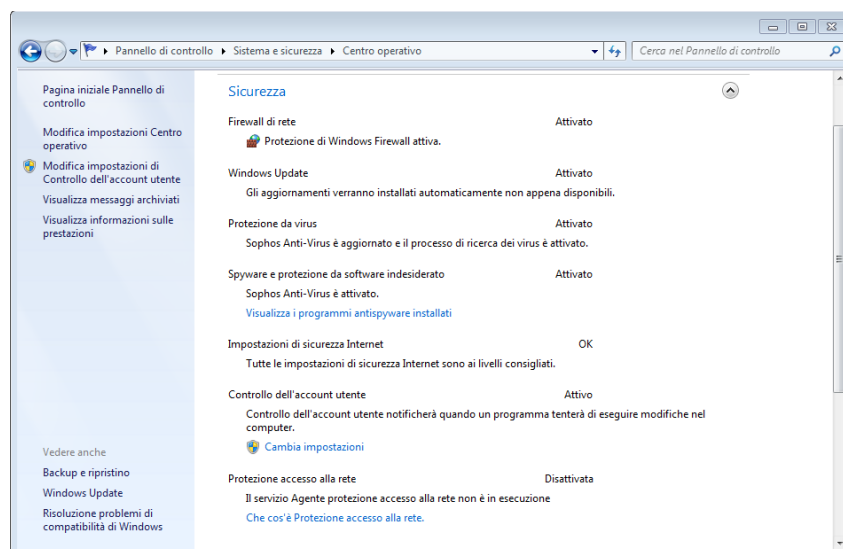 Pannello di controllo
Sistema e sicurezza
Centro operativo
Cerca nel Pannello di controllo
Pagina iniziale Pannello di
controllo
Modifica impostazioni Centro
operativo
Modifica impostazioni di
Controllo dell'account utente
Visualizza messaggi archiviati
Visualizza informazioni sulle
prestazioni
Vedere anche
Backup e ripristino
Windows Update
Risoluzione problemi di
compatibilità di Windows
Sicurezza
Firewall di rete Attivato
Protezione di Windows Firewall attiva.
Windows Update Attivato
Gli aggiornamenti verranno installati automaticamente non appena disponibili.
Protezione da virus Attivato
Sophos Anti-Virus è aggiornato e il processo di ricerca dei virus è attivato.
Spyware e protezione da software indesiderato Attivato
Sophos Anti-Virus è attivato.
Visualizza i programmi antispyware installati
Impostazioni di sicurezza Internet OK
Tutte le impostazioni di sicurezza Internet sono ai livelli consigliati.
Controllo dell'account utente Attivo
Controllo dell'account utente notificherà quando un programma tenterà di eseguire modifiche nel
computer.
Cambia impostazioni
Protezione accesso alla rete Disattivata
Il servizio Agente protezione accesso alla rete non è in esecuzione
Che cos'è Protezione accesso alla rete.